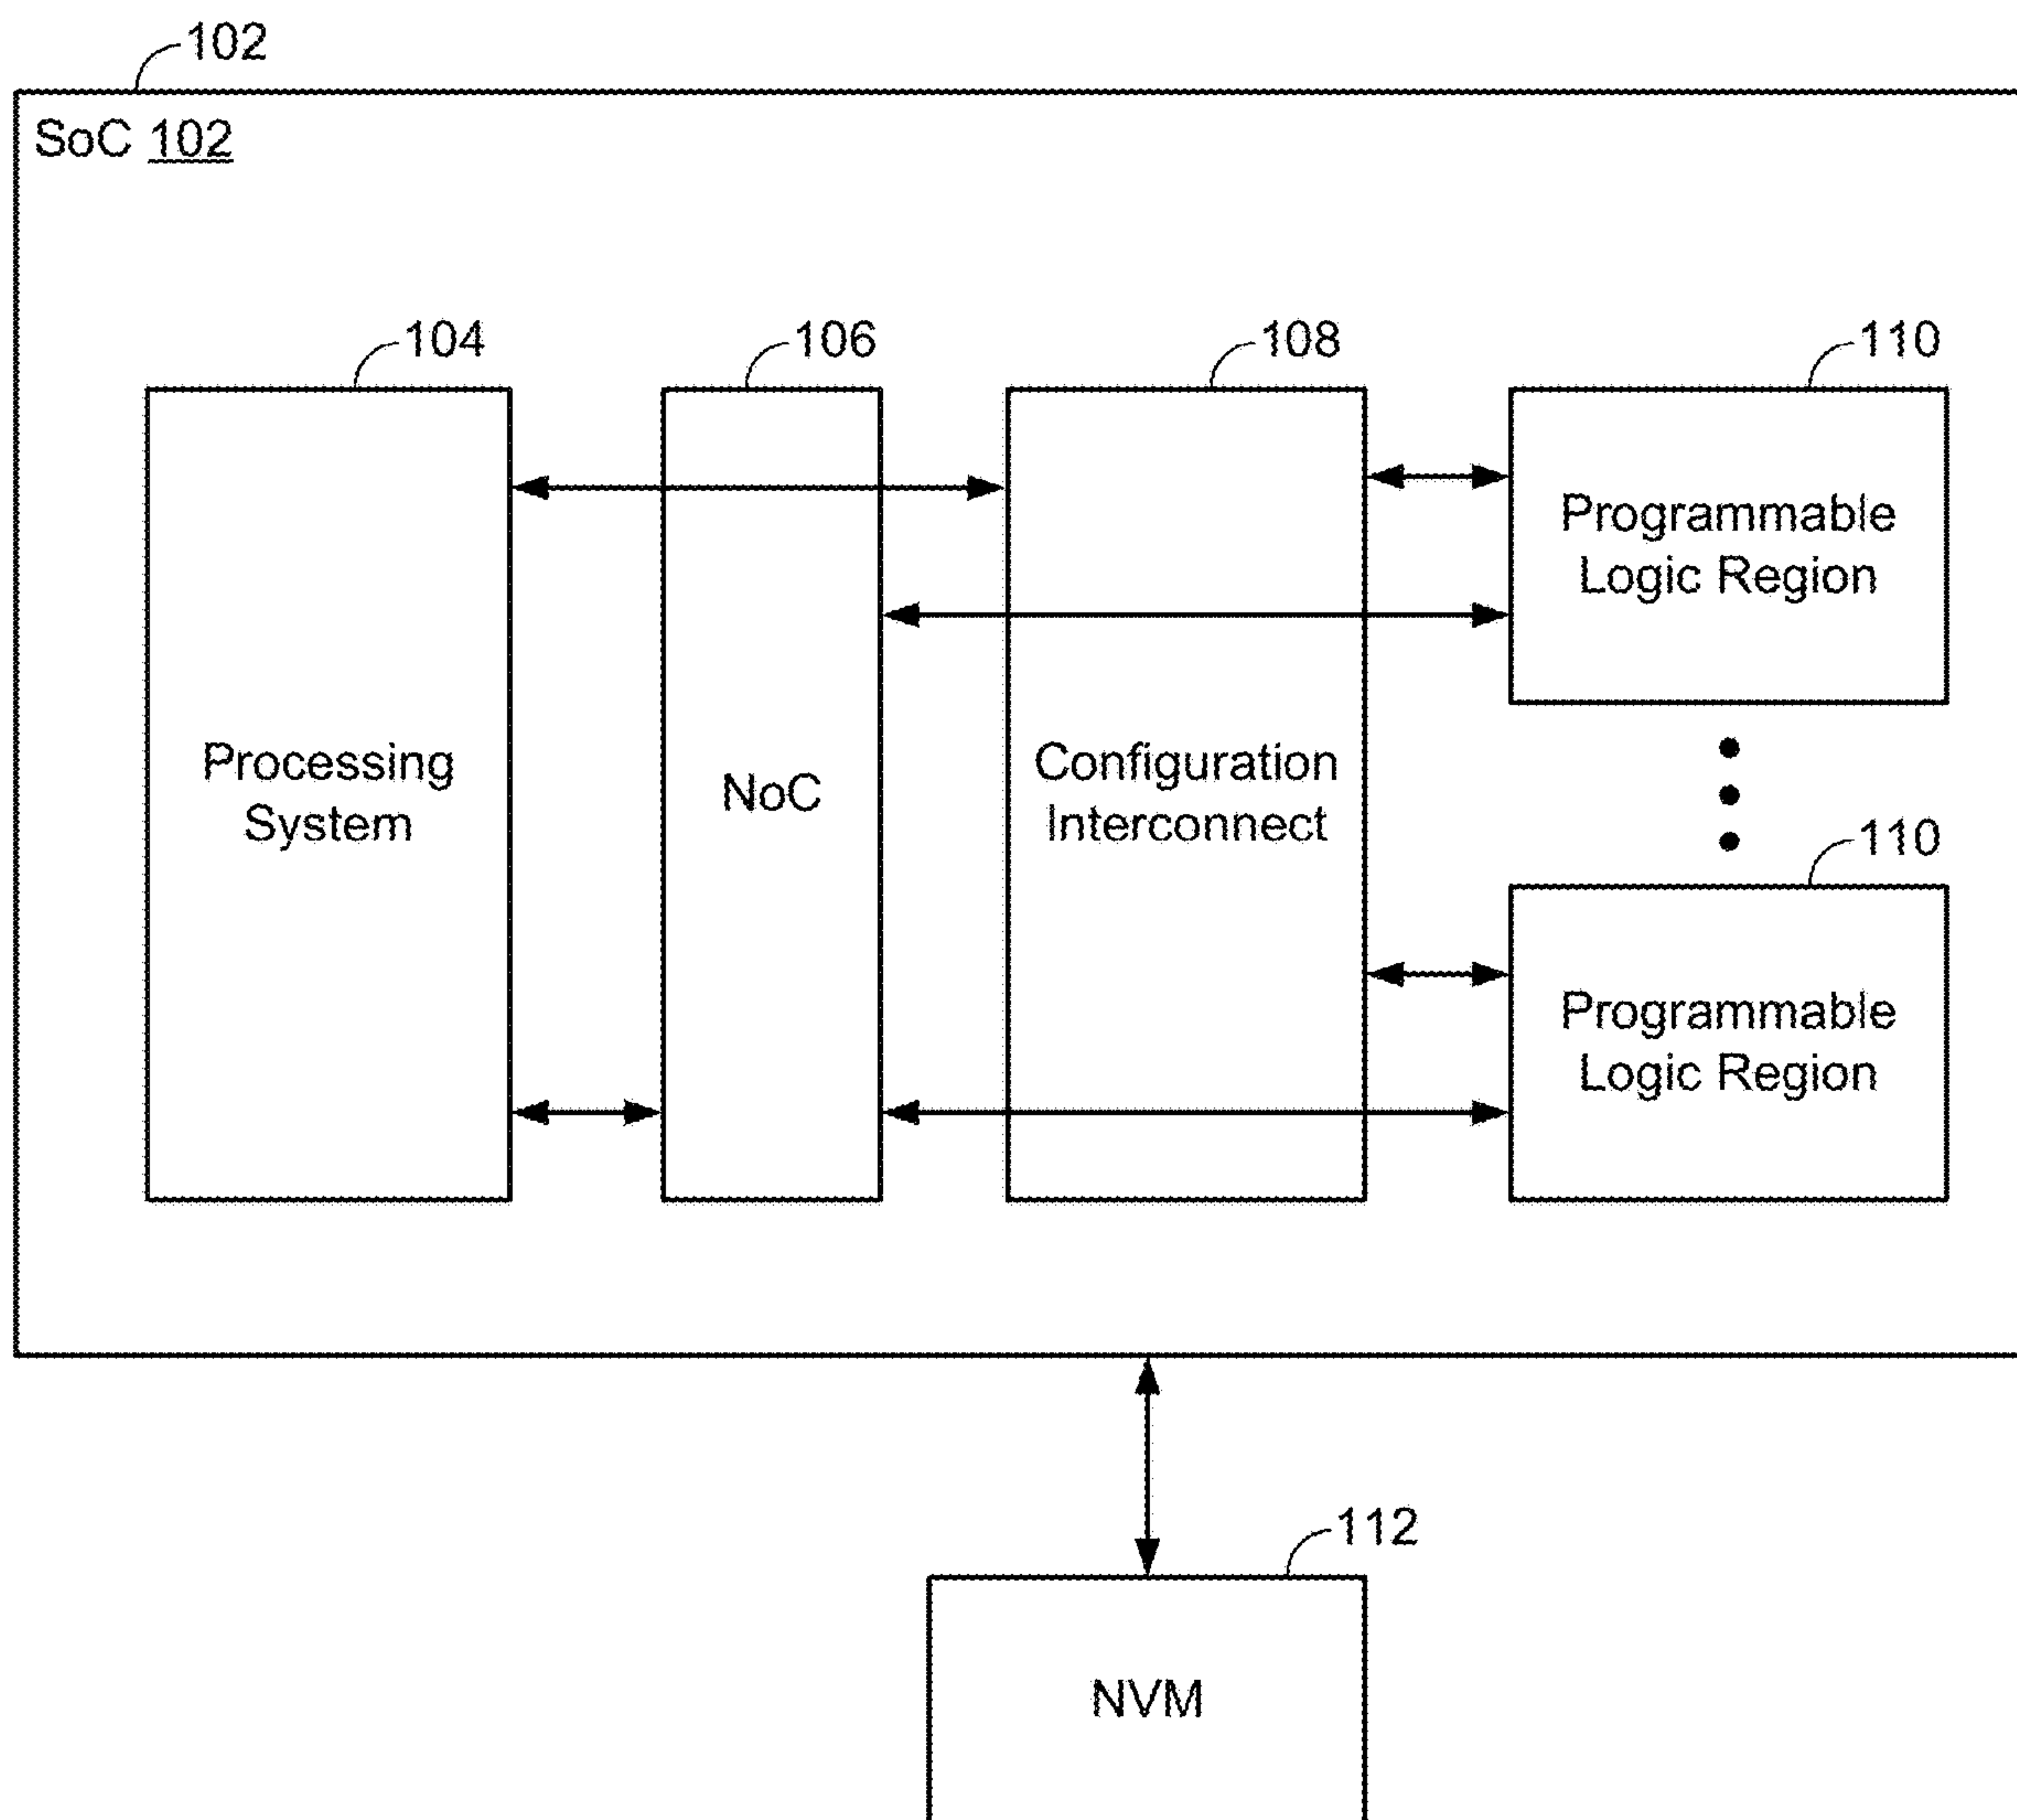 102
SoC 102
104
106
108
110
Programmable
Logic Region
Processing
System
NoC
Configuration
Interconnect
110
Programmable
Logic Region
112
NVM